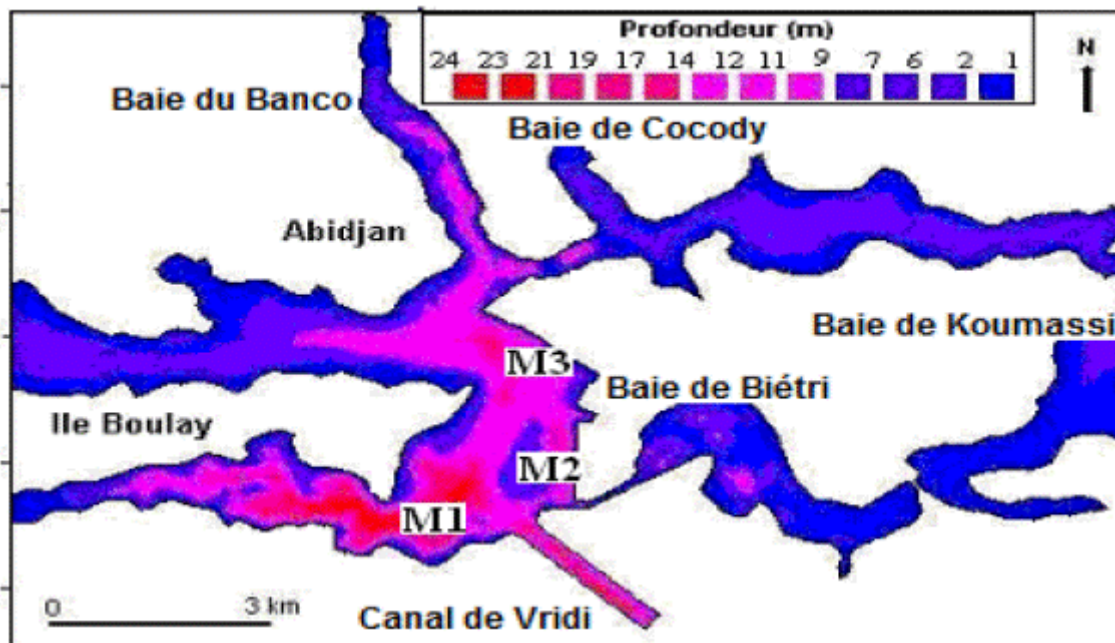 Profondeur (m)
24 23 21 19 17 14 12 11 9 7 6 2 1
N
Baie du Banco
Baie de Cocody
Abidjan
Baie de Koumassi
M3
Baie de Biétri
Ile Boulay
M2
M1
0 3 km
Canal de Vridi